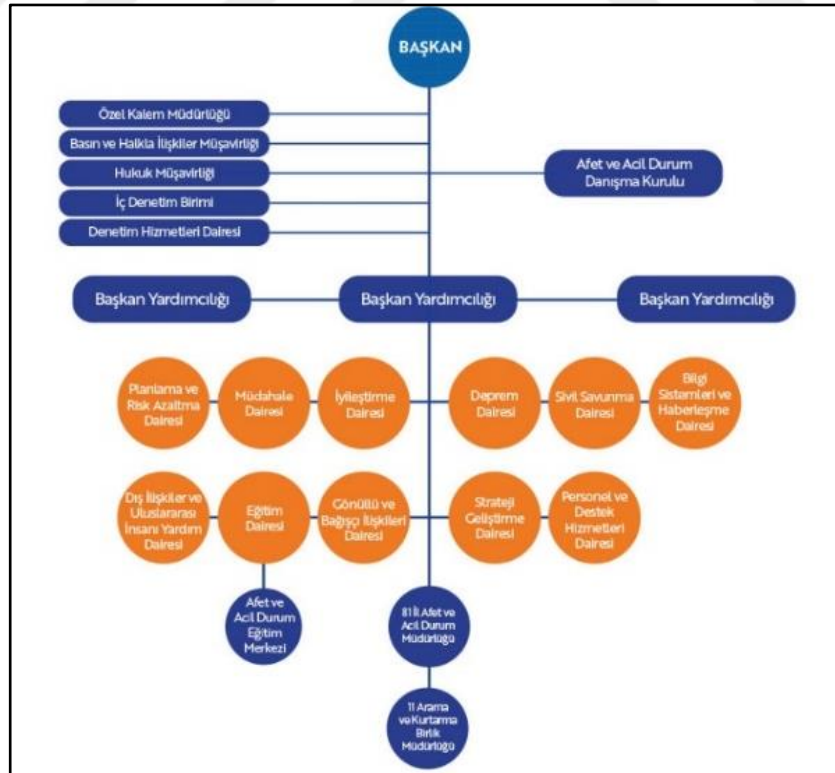 BAŞKAN
Özel Kalem Müdürlüğü
Basın ve Halkla İlişkiler Müşavirliği
Hukuk Müşavirliği
İç Denetim Birimi
Denetim Hizmetleri Dairesi
Afet ve Acil Durum
Danışma Kurulu
Başkan Yardımcılığı
Başkan Yardımcılığı
Başkan Yardımcılığı
Planlama ve
Risk Azaltma
Dairesi
Müdahale
Dairesi
İyileştirme
Dairesi
Deprem
Dairesi
Sivil Savunma
Dairesi
Bilgi
Sistemleri ve
Haberleşme
Dairesi
Dış İlişkiler ve
Uluslararası
İnsani Yardım
Dairesi
Eğitim
Dairesi
Gönüllü ve
Bağışçı İlişkileri
Dairesi
Strateji
Geliştirme
Dairesi
Personel ve
Destek
Hizmetleri
Dairesi
Afet ve
Acil Durum
Eğitim
Merkezi
81 İl Afet ve
Acil Durum
Müdürlüğü
11 Arama
ve Kurtarma
Birlik
Müdürlüğü